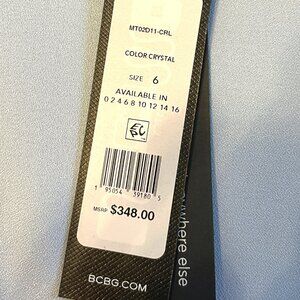 MT02D11-CRL
COLOR CRYSTAL
SIZE 6
AVAILABLE IN
0 2 4 6 8 10 12 14 16
1 95054 59180 5
MSRP $348.00
BCBG.COM
where else